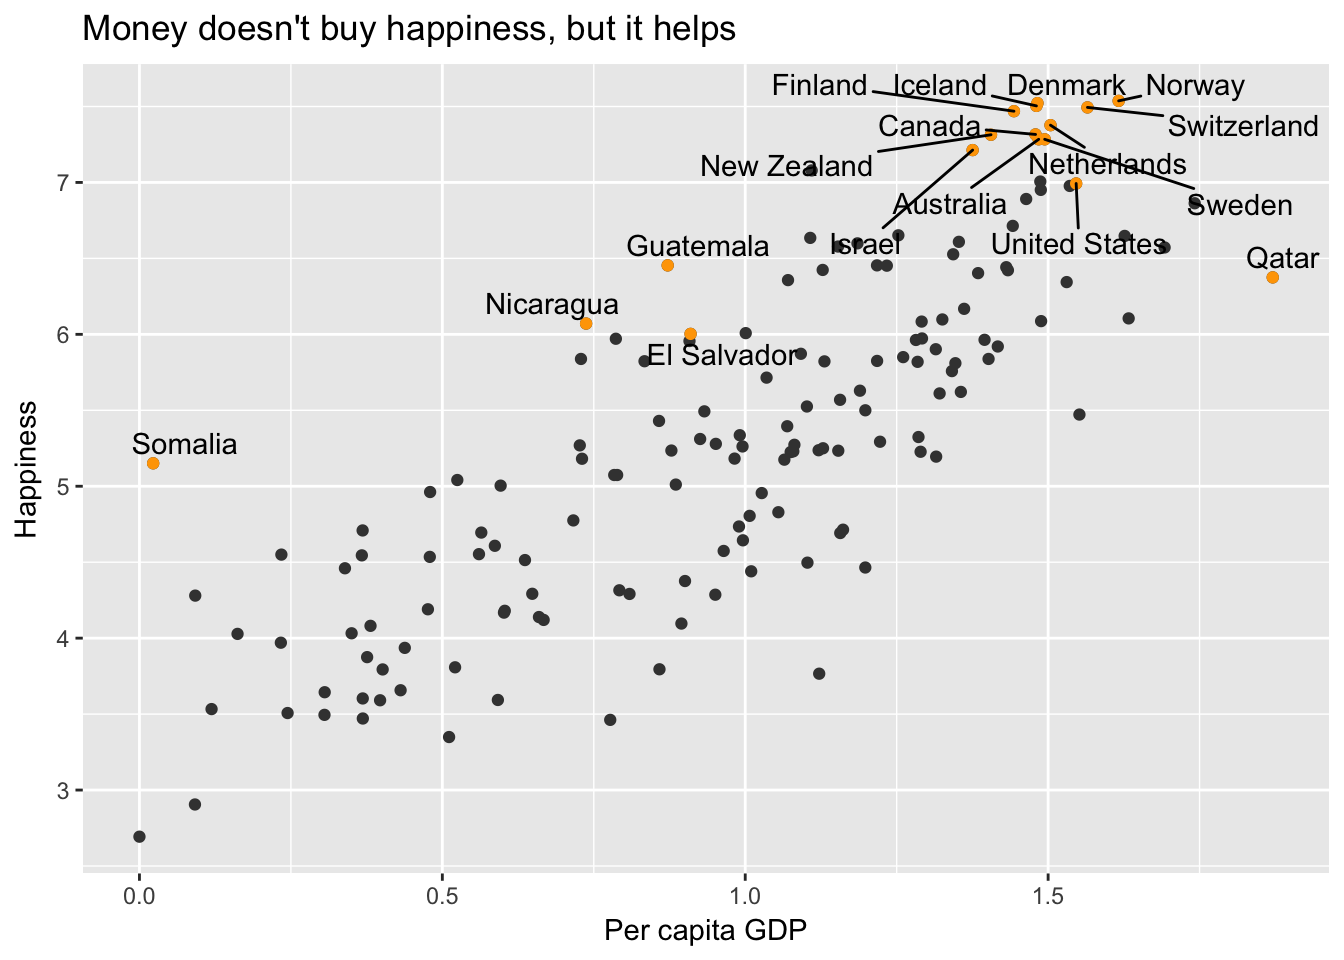 Money doesn't buy happiness, but it helps
Finland Iceland Denmark Norway
Canada Switzerland
New Zealand Netherlands
7
Australia Sweden
Guatemala Israel United States
Qatar
Nicaragua
6
El Salvador
Somalia
5
Happiness
4
3
0.0 0.5 1.0 1.5
Per capita GDP